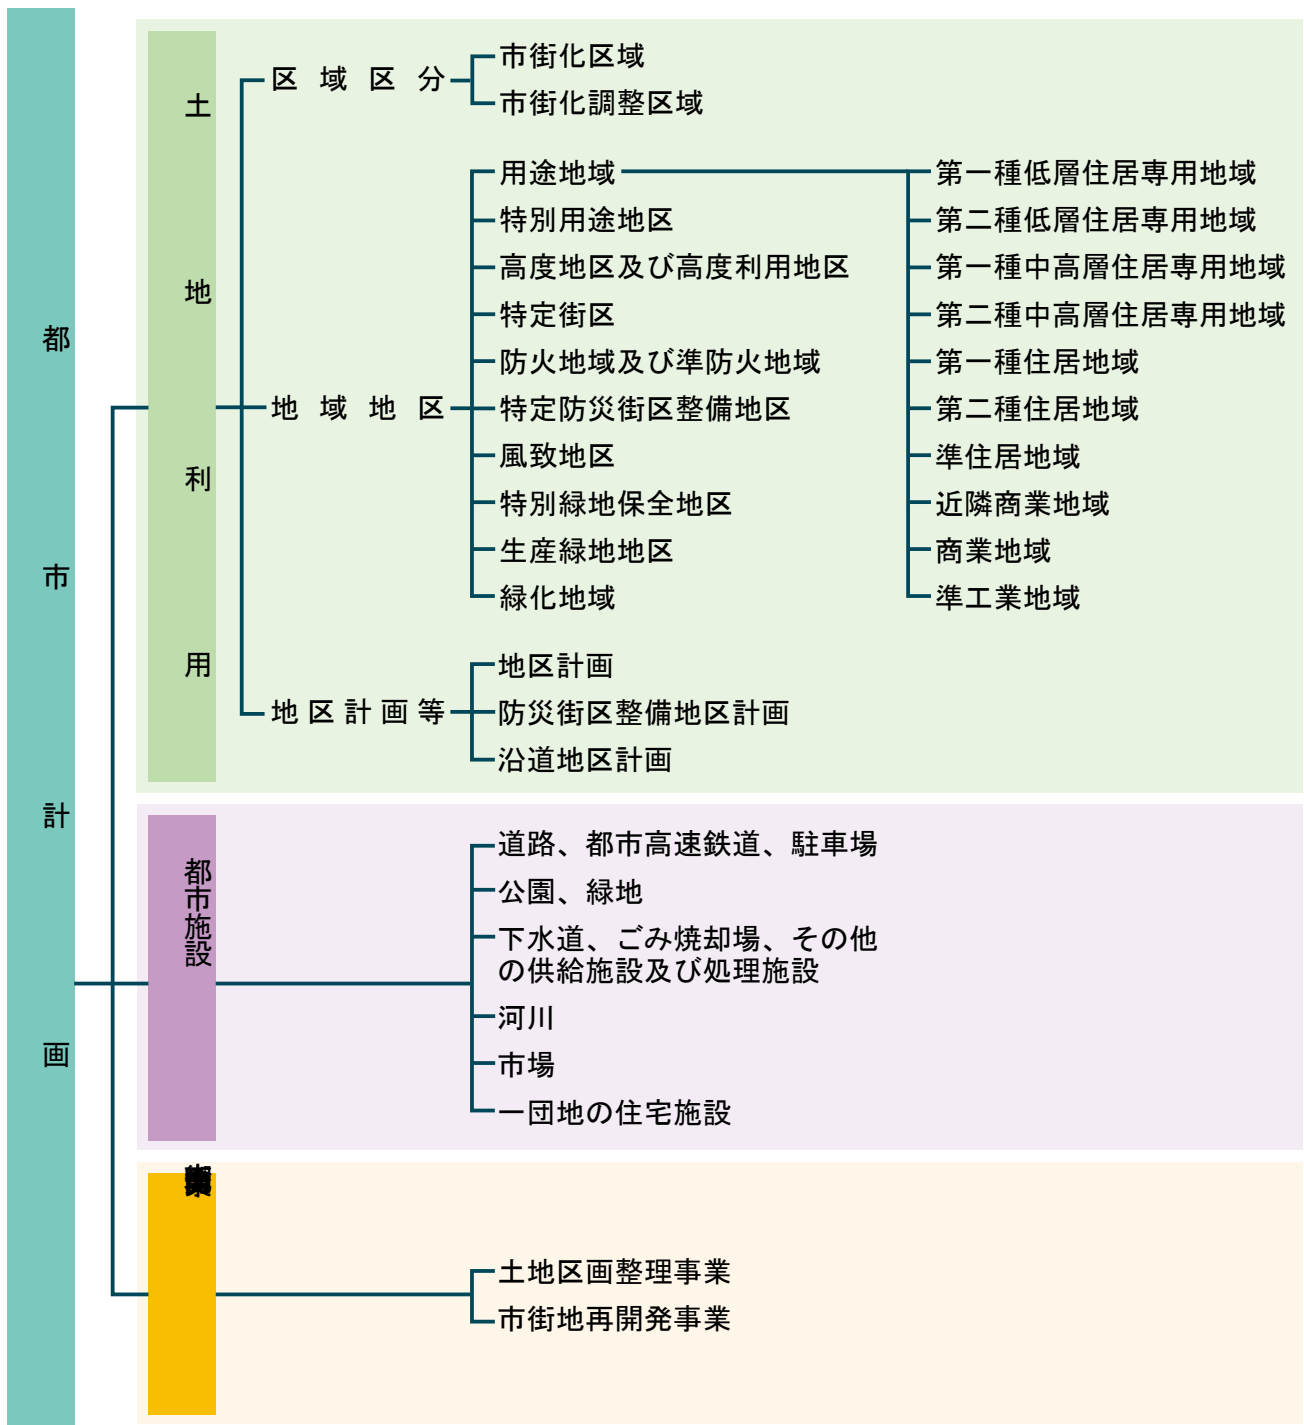 都市計画
土地利用
区域区分
市街化区域
市街化調整区域
地域地区
用途地域
特別用途地区
高度地区及び高度利用地区
特定街区
防火地域及び準防火地域
特定防災街区整備地区
風致地区
特別緑地保全地区
生産緑地地区
緑化地域
第一種低層住居専用地域
第二種低層住居専用地域
第一種中高層住居専用地域
第二種中高層住居専用地域
第一種住居地域
第二種住居地域
準住居地域
近隣商業地域
商業地域
準工業地域
地区計画等
地区計画
防災街区整備地区計画
沿道地区計画
都市施設
道路、都市高速鉄道、駐車場
公園、緑地
下水道、ごみ焼却場、その他
の供給施設及び処理施設
河川
市場
一団地の住宅施設
土地区画整理事業
市街地再開発事業